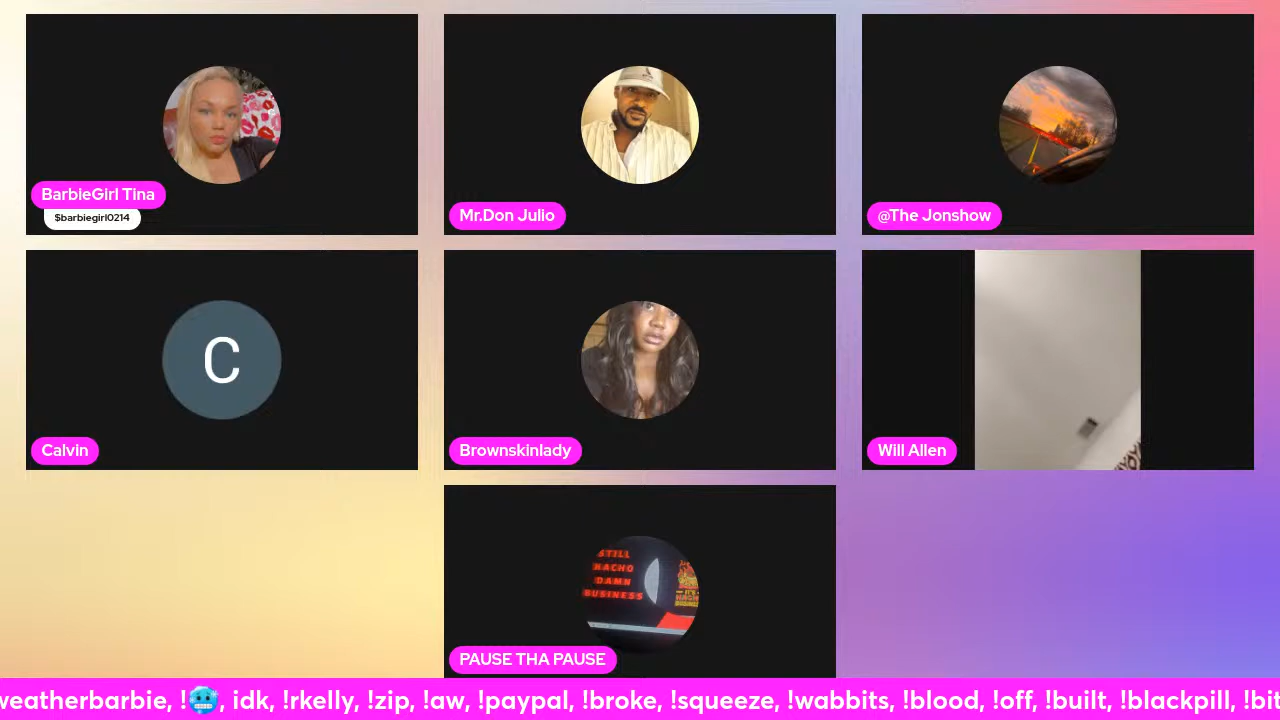 BarbieGirl Tina
$barbiegirl0214
Mr.Don Julio
@The Jonshow
C
Calvin
Brownskinlady
Will Allen
STILL
NACHO
DAMN
BUSINESS
PAUSE THA PAUSE
weatherbarbie, !🥶, idk, !rkelly, !zip, !aw, !paypal, !broke, !squeeze, !wabbits, !blood, !off, !built, !blackpill, !bit